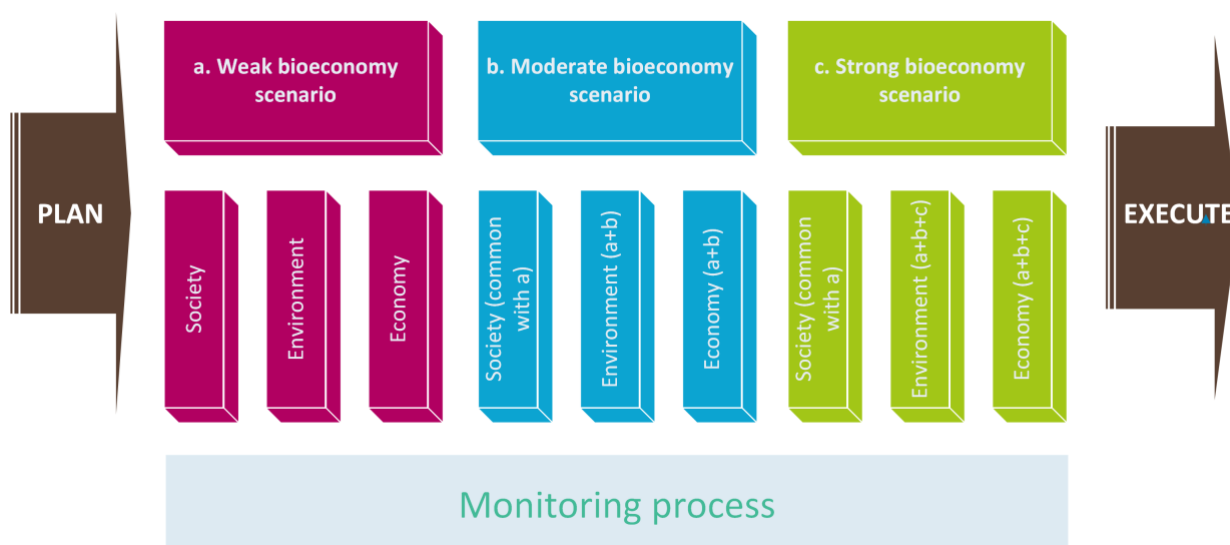 a. Weak bioeconomy
scenario
b. Moderate bioeconomy
scenario
c. Strong bioeconomy
scenario
PLAN
Society
Environment
Economy
Society (common
with a)
Environment (a+b)
Economy (a+b)
Society (common
with a)
Environment (a+b+c)
Economy (a+b+c)
EXECUTE
Monitoring process